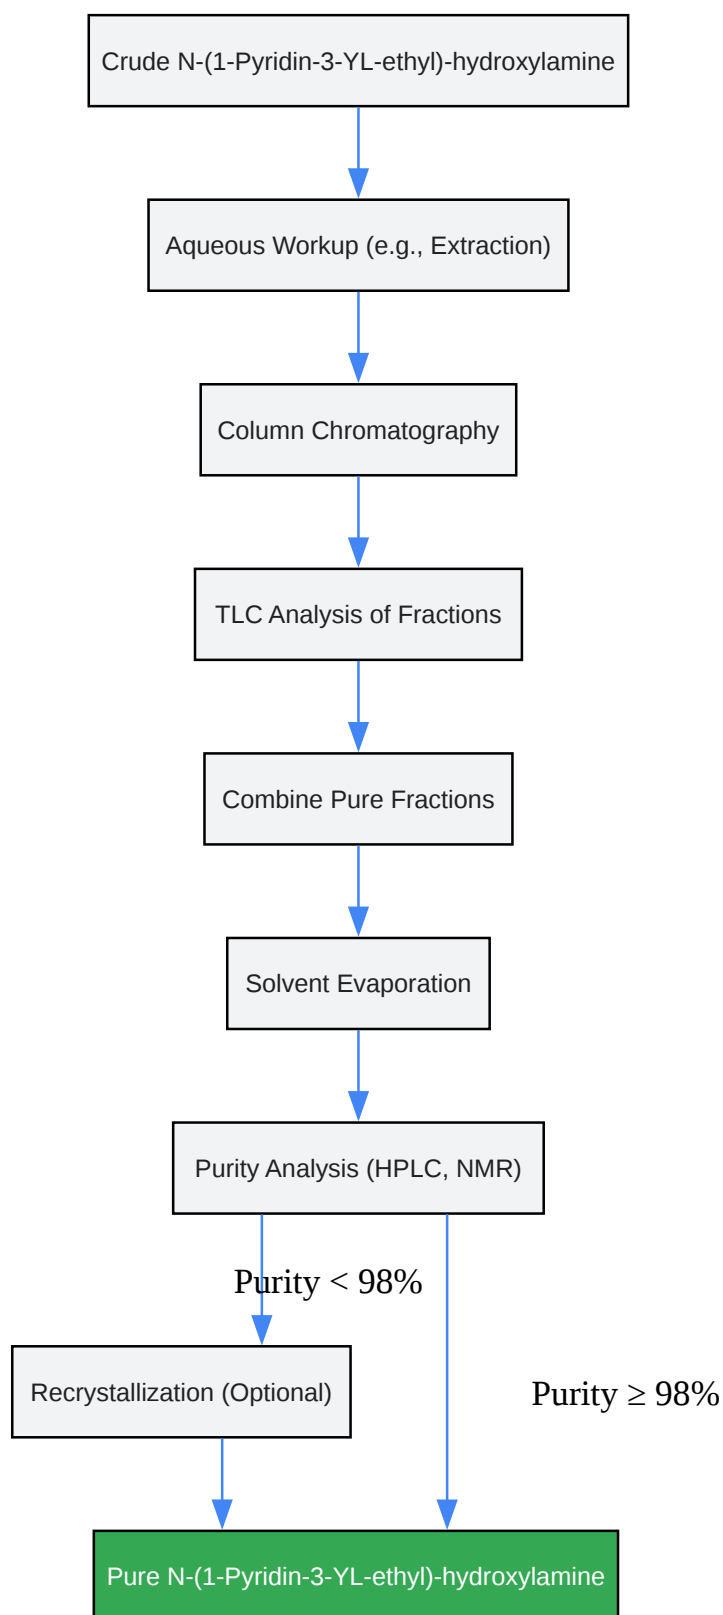 Crude N-(1-Pyridin-3-YL-ethyl)-hydroxylamine
Aqueous Workup (e.g., Extraction)
Column Chromatography
TLC Analysis of Fractions
Combine Pure Fractions
Solvent Evaporation
Purity Analysis (HPLC, NMR)
Purity < 98%
Recrystallization (Optional)
Purity ≥ 98%
Pure N-(1-Pyridin-3-YL-ethyl)-hydroxylamine